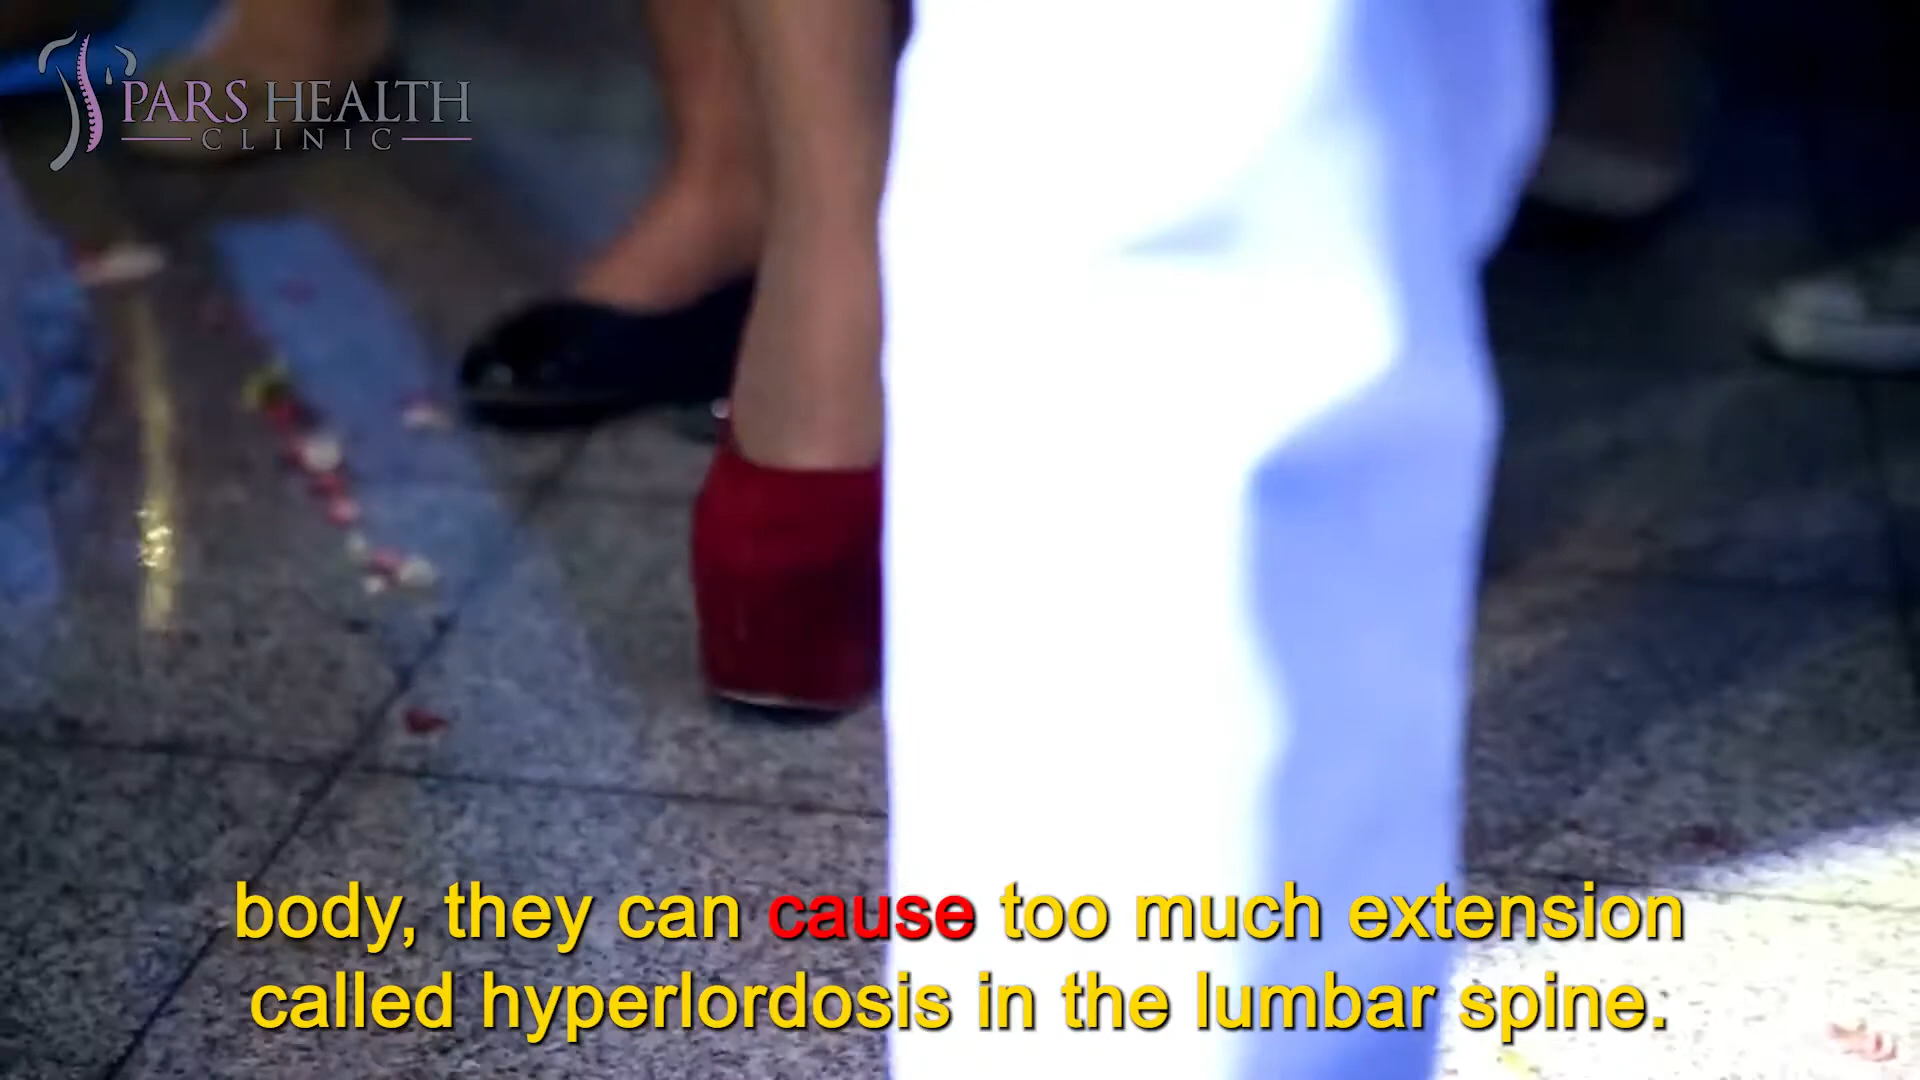 PARS HEALTH
CLINIC
body, they can cause too much extension
called hyperlordosis in the lumbar spine.